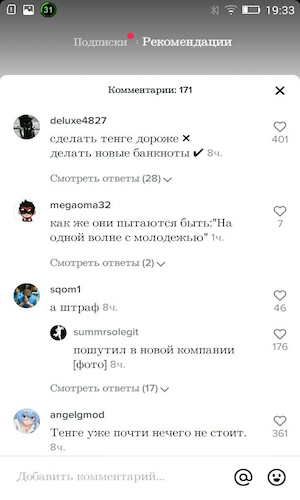 31
19:33
Подписки Рекомендации
Комментарии: 171
deluxe4827
сделать тенге дороже ❌
делать новые банкноты ✔ 8ч.
401
Смотреть ответы (28)
megaoma32
как же они пытаются быть:"На
одной волне с молодежью" 1ч.
7
Смотреть ответы (2)
sqom1
а штраф 8ч.
46
summrsolegit
пошутил в новой компании
[фото] 8ч.
176
Смотреть ответы (17)
angelgmod
Тенге уже почти нечего не стоит.
8ч.
361
Добавить комментарий...